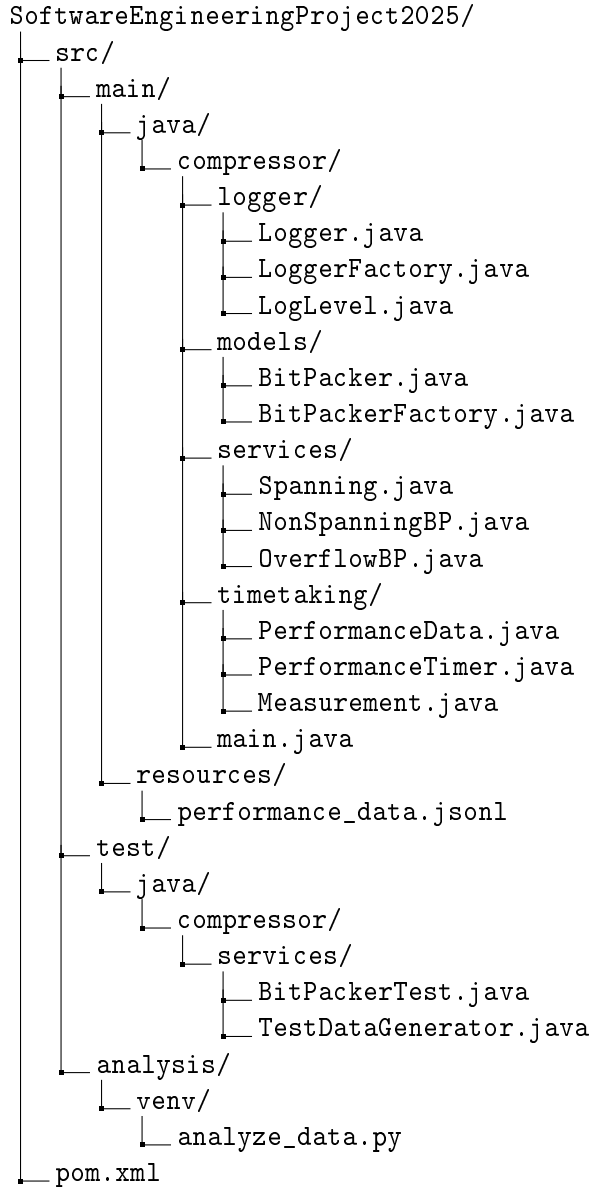 SoftwareEngineeringProject2025/
src/
main/
java/
compressor/
logger/
Logger.java
LoggerFactory.java
LogLevel.java
models/
BitPacker.java
BitPackerFactory.java
services/
Spanning.java
NonSpanningBP.java
OverflowBP.java
timetaking/
PerformanceData.java
PerformanceTimer.java
Measurement.java
main.java
resources/
performance_data.jsonl
test/
java/
compressor/
services/
BitPackerTest.java
TestDataGenerator.java
analysis/
venv/
analyze_data.py
pom.xml